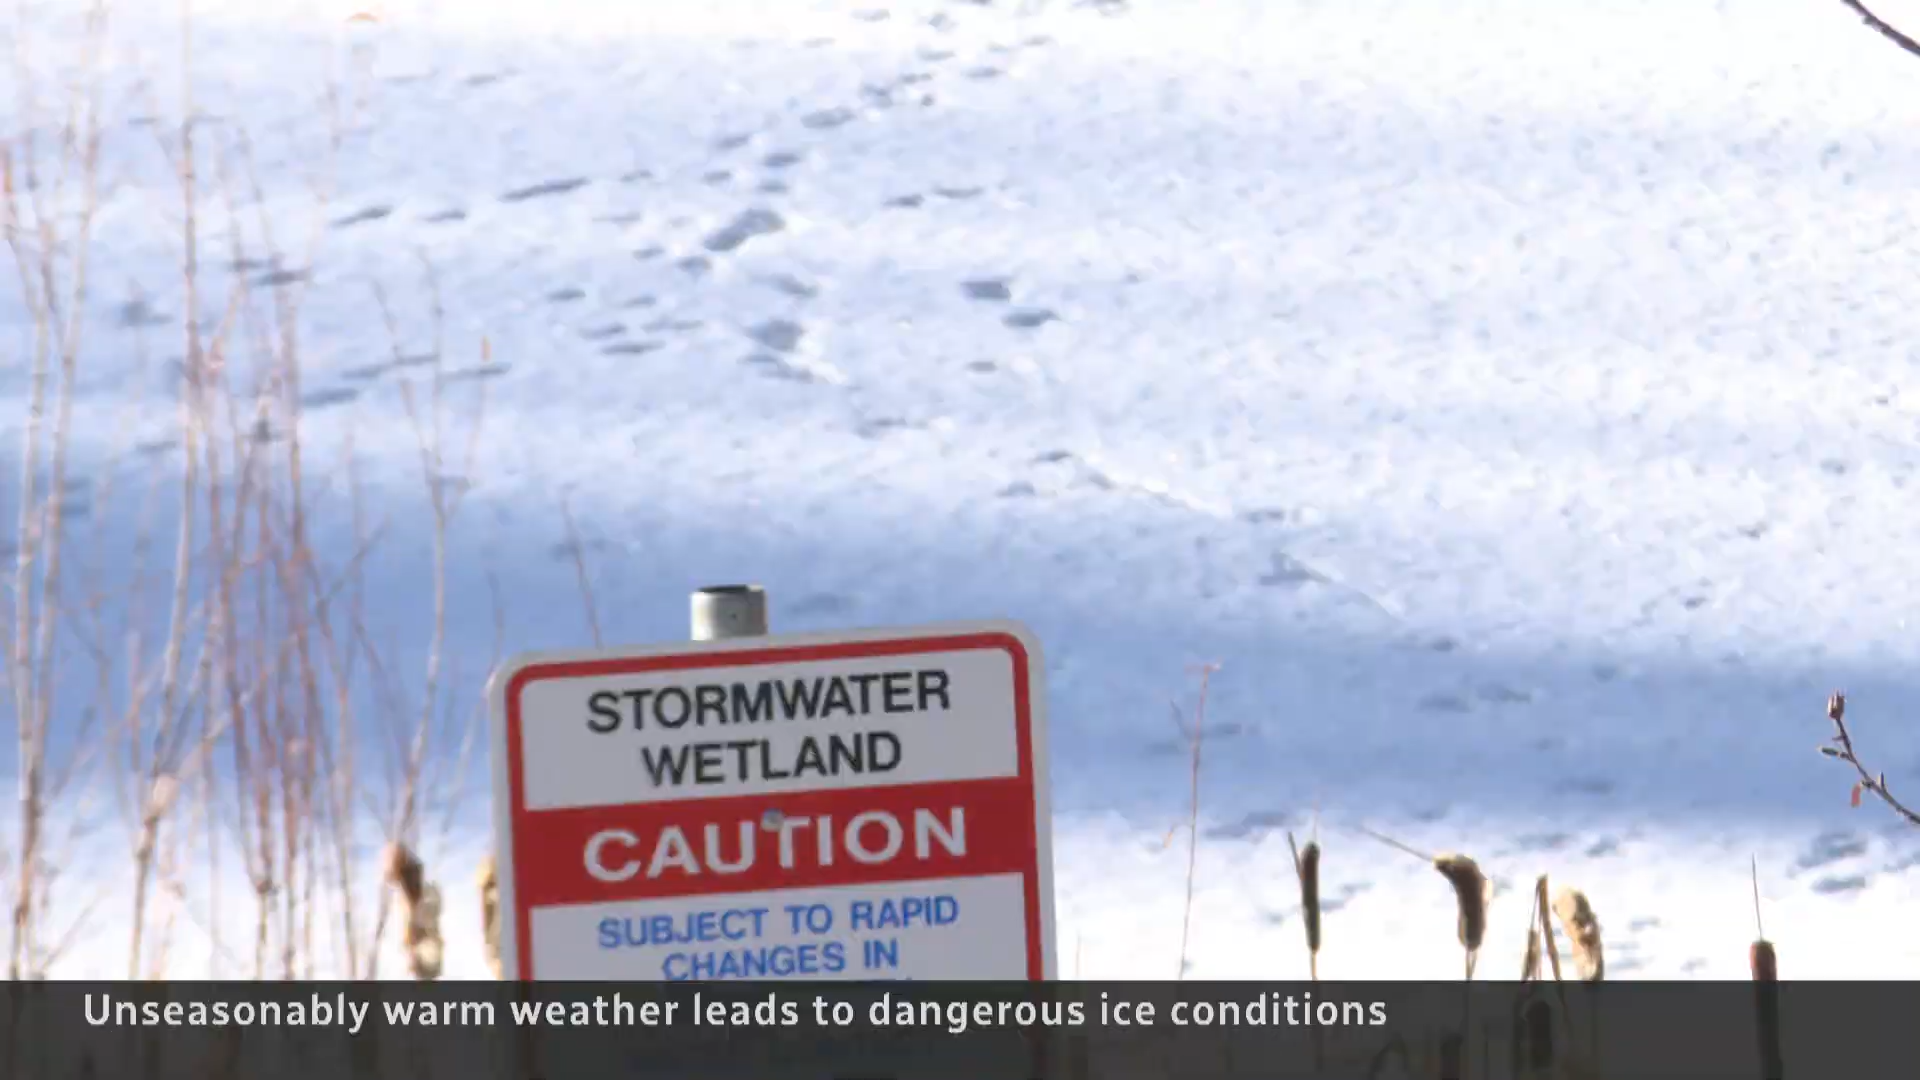 STORMWATER
WETLAND
CAUTION
SUBJECT TO RAPID
CHANGES IN
Unseasonably warm weather leads to dangerous ice conditions